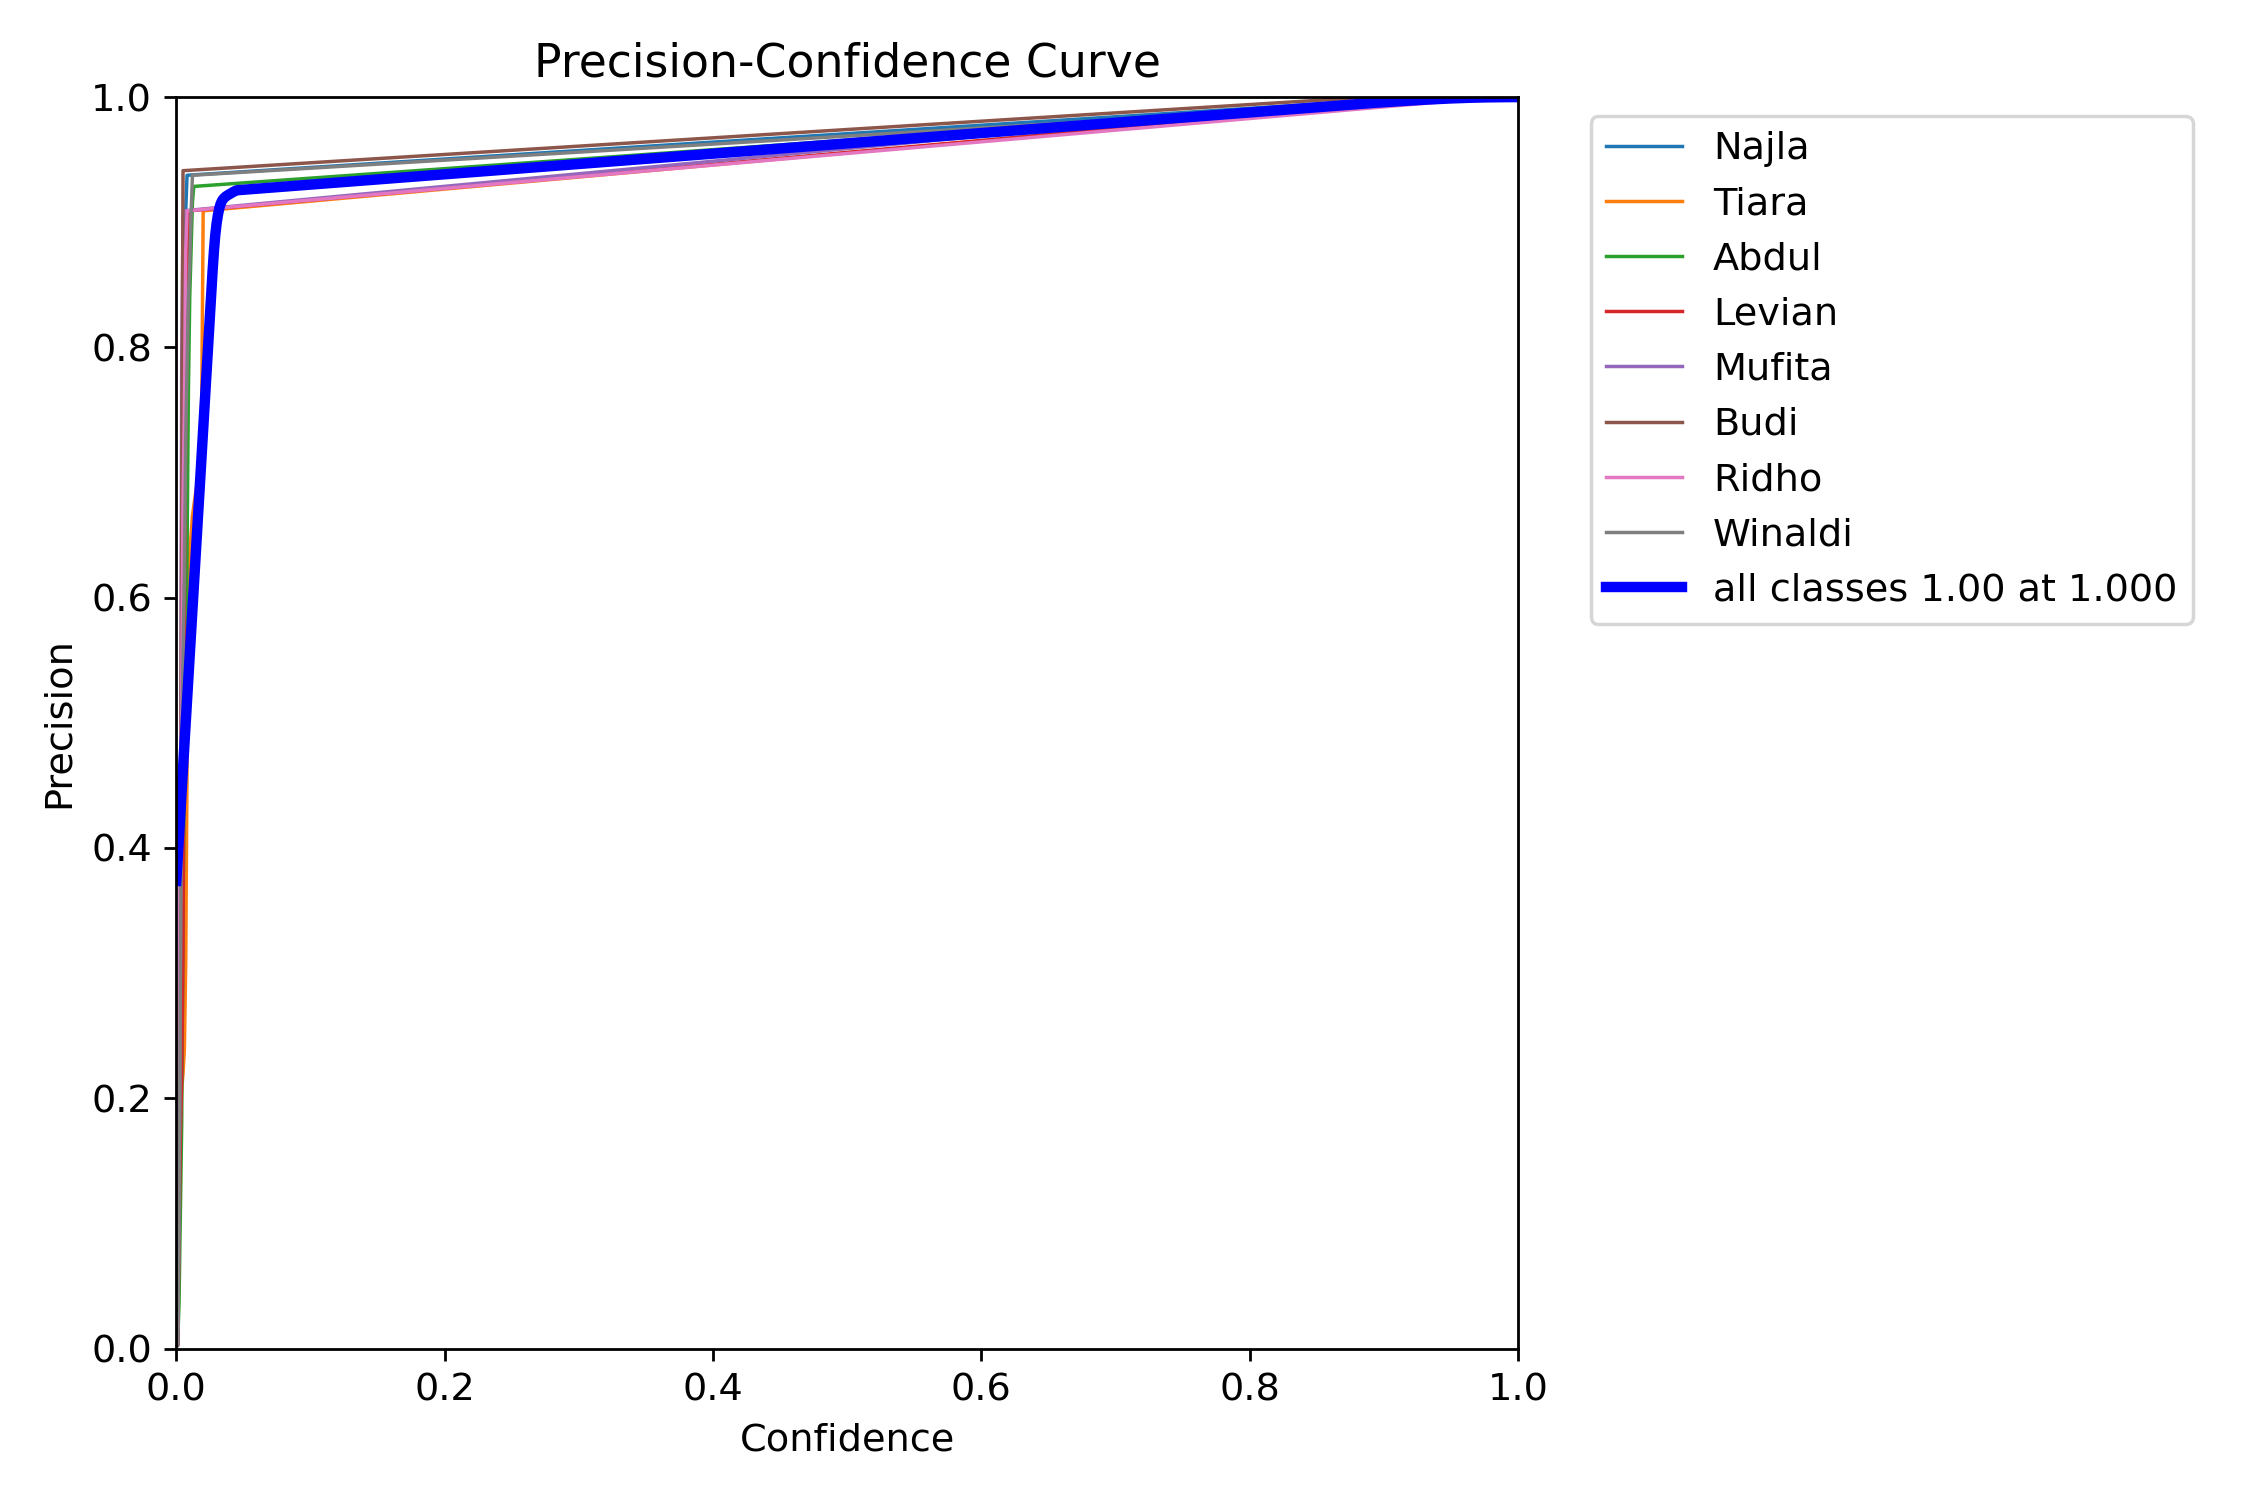 Precision-Confidence Curve
1.0
0.8
0.6
0.4
0.2
0.0
Precision
0.0 0.2 0.4 0.6 0.8 1.0
Confidence
Najla
Tiara
Abdul
Levian
Mufita
Budi
Ridho
Winaldi
all classes 1.00 at 1.000